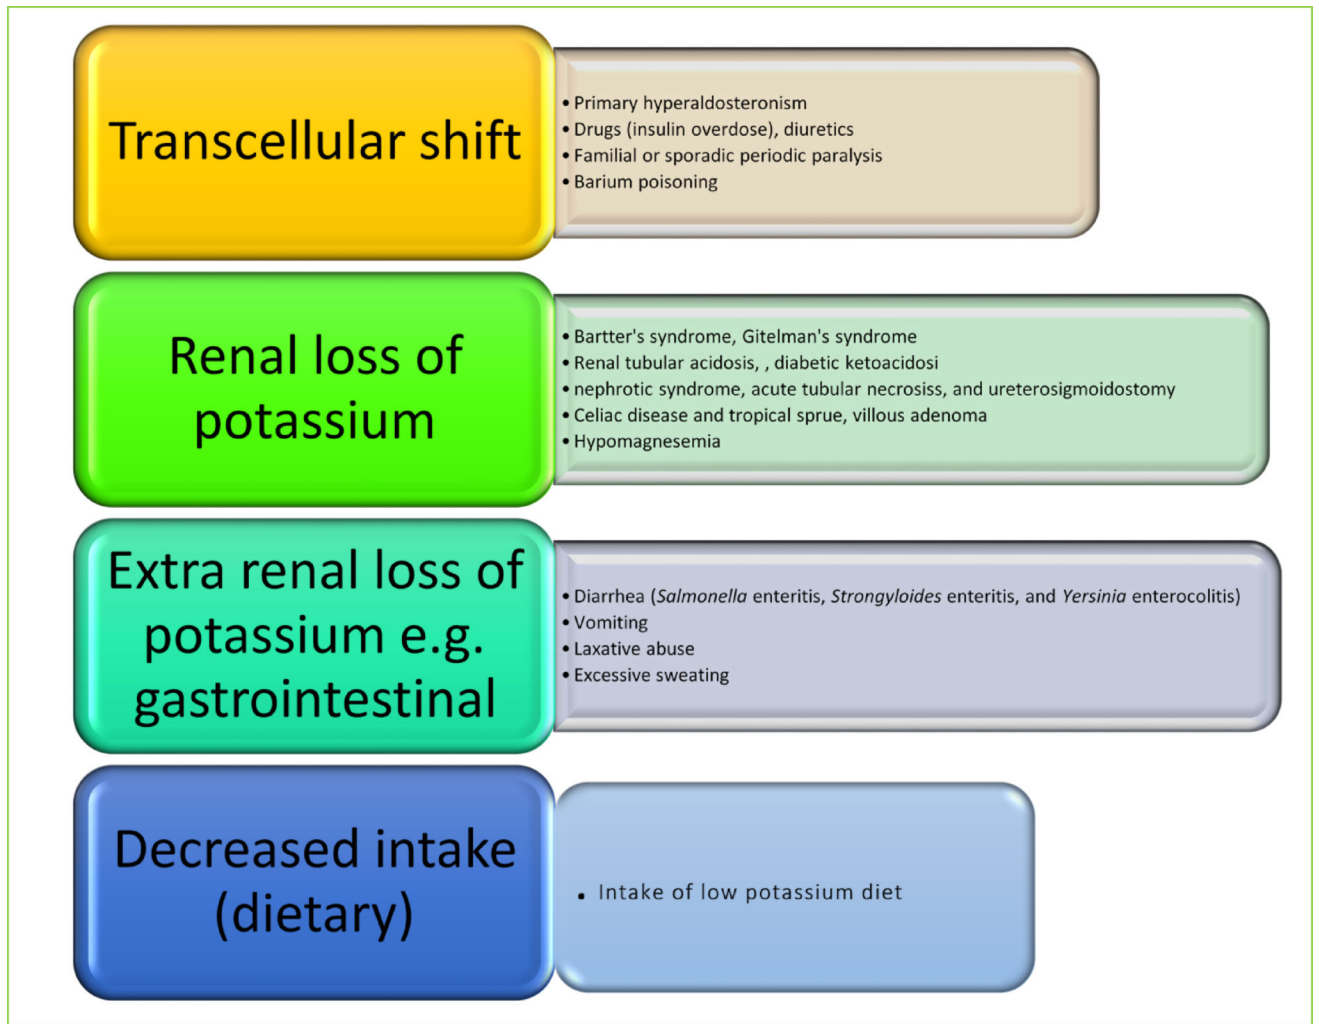 Transcellular shift
• Primary hyperaldosteronism
• Drugs (insulin overdose), diuretics
• Familial or sporadic periodic paralysis
• Barium poisoning
Renal loss of
potassium
• Bartter's syndrome, Gitelman's syndrome
• Renal tubular acidosis, , diabetic ketoacidosi
• nephrotic syndrome, acute tubular necrosiss, and ureterosigmoidostomy
• Celiac disease and tropical sprue, villous adenoma
• Hypomagnesemia
Extra renal loss of
potassium e.g.
gastrointestinal
• Diarrhea (Salmonella enteritis, Strongyloides enteritis, and Yersinia enterocolitis)
• Vomiting
• Laxative abuse
• Excessive sweating
Decreased intake
(dietary)
• Intake of low potassium diet